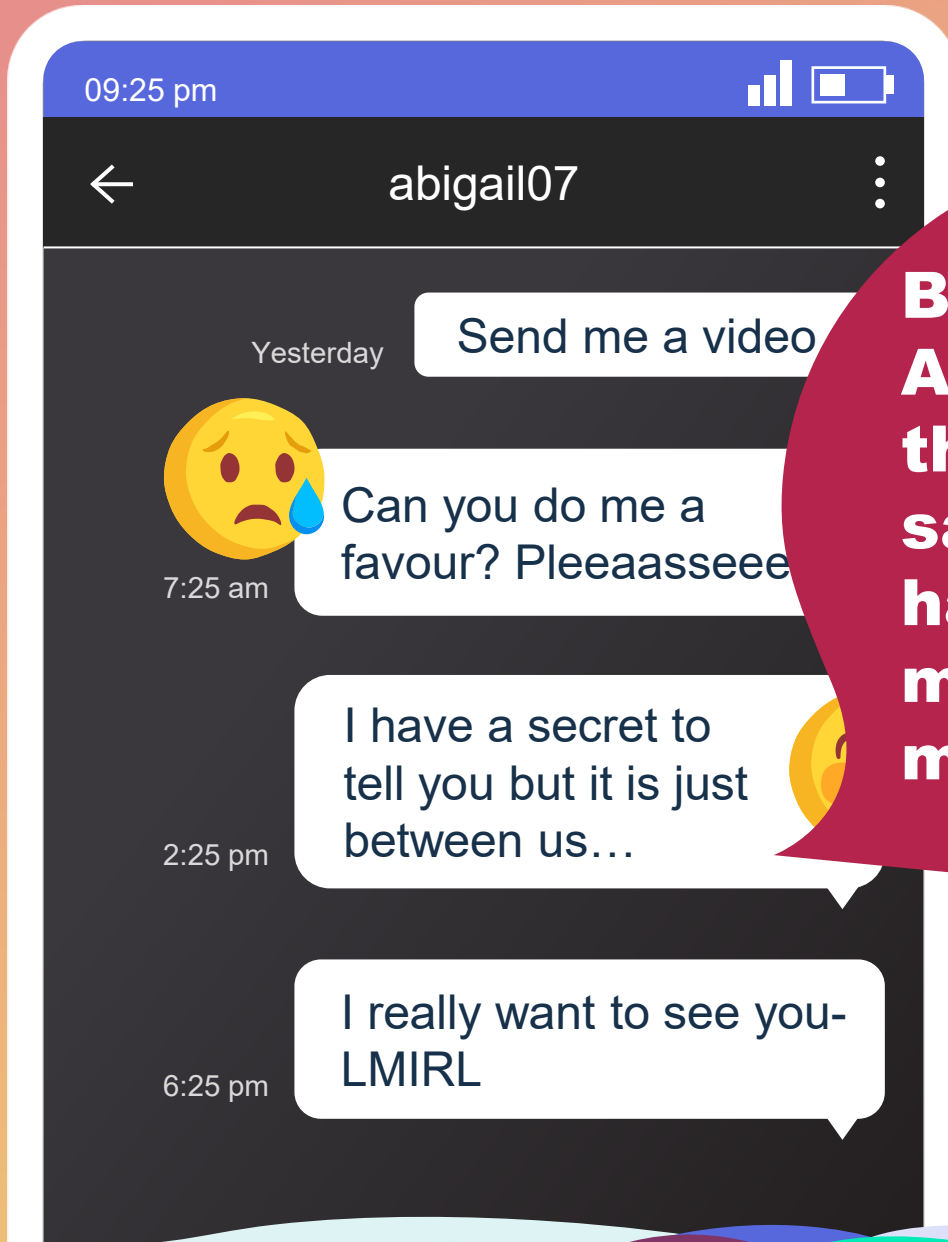 09:25 pm
abigail07
Yesterday
Send me a video
Can you do me a
favour? Pleeaasseee
7:25 am
I have a secret to
tell you but it is just
between us…
2:25 pm
I really want to see you-
LMIRL
6:25 pm